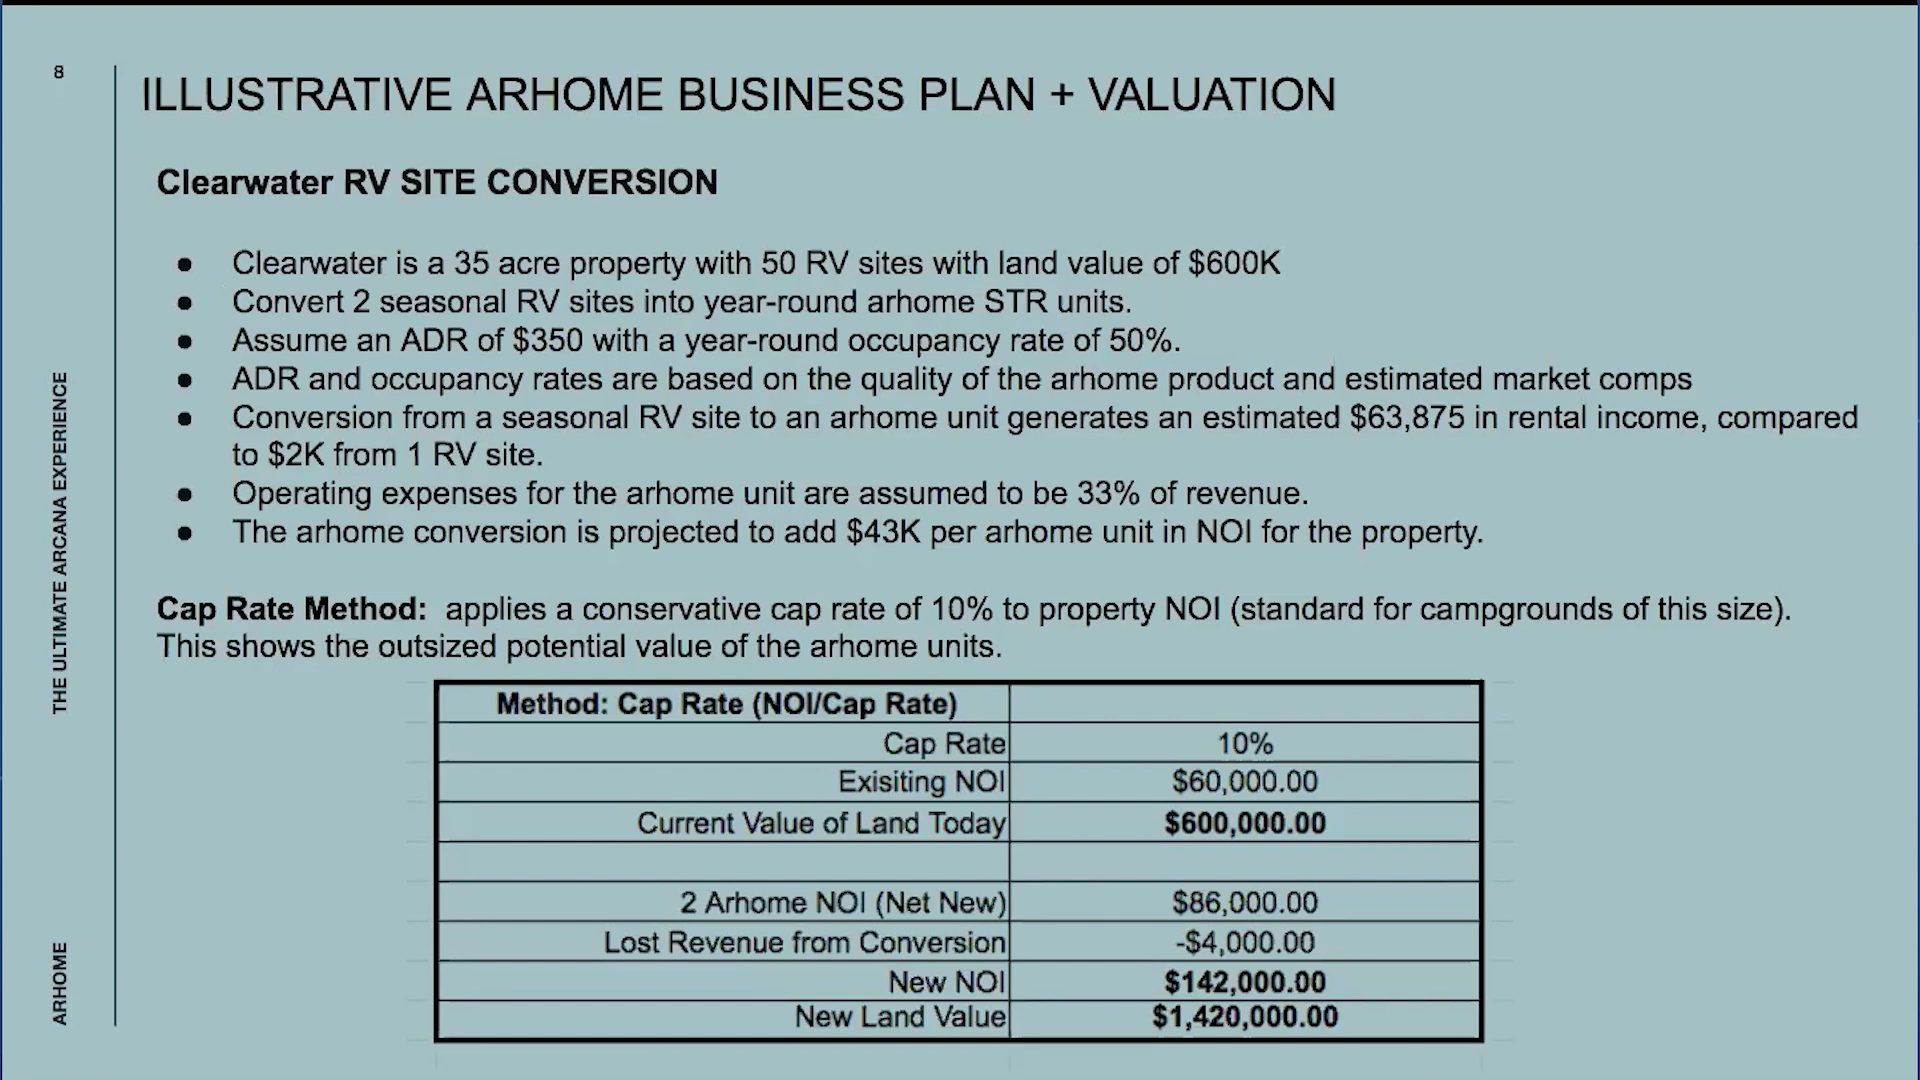 8
ILLUSTRATIVE ARHOME BUSINESS PLAN + VALUATION
Clearwater RV SITE CONVERSION
● Clearwater is a 35 acre property with 50 RV sites with land value of $600K
● Convert 2 seasonal RV sites into year-round arhome STR units.
● Assume an ADR of $350 with a year-round occupancy rate of 50%.
● ADR and occupancy rates are based on the quality of the arhome product and estimated market comps
● Conversion from a seasonal RV site to an arhome unit generates an estimated $63,875 in rental income, compared
to $2K from 1 RV site.
● Operating expenses for the arhome unit are assumed to be 33% of revenue.
● The arhome conversion is projected to add $43K per arhome unit in NOI for the property.
Cap Rate Method: applies a conservative cap rate of 10% to property NOI (standard for campgrounds of this size).
This shows the outsized potential value of the arhome units.
Method: Cap Rate (NOI/Cap Rate)
Cap Rate 10%
Exisiting NOI $60,000.00
Current Value of Land Today $600,000.00
2 Arhome NOI (Net New) $86,000.00
Lost Revenue from Conversion -$4,000.00
New NOI $142,000.00
New Land Value $1,420,000.00
THE ULTIMATE ARCANA EXPERIENCE
ARHOME